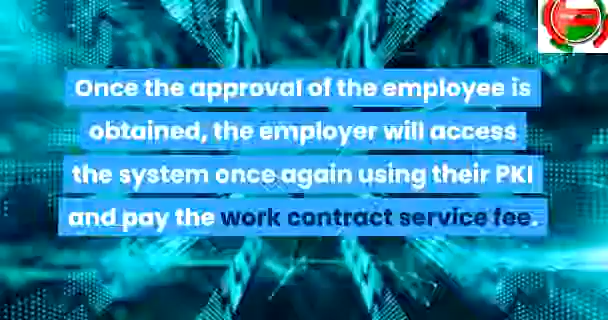 Once the approval of the employee is
obtained, the employer will access
the system once again using their PKI
and pay the work contract service fee.